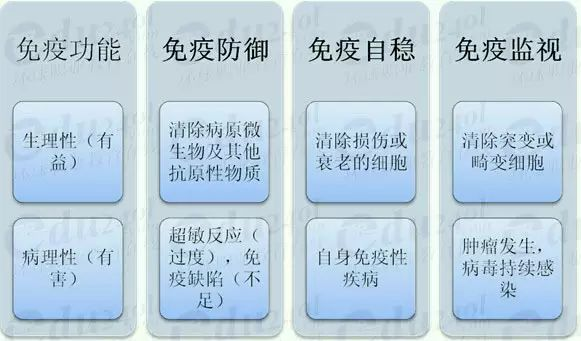 免疫功能
免疫防御
免疫自稳
免疫监视
生理性（有
益）
清除病原微
生物及其他
抗原性物质
清除损伤或
衰老的细胞
清除突变或
畸变细胞
病理性（有
害）
超敏反应（
过度），免
疫缺陷（不
足）
自身免疫性
疾病
肿瘤发生，
病毒持续感
染